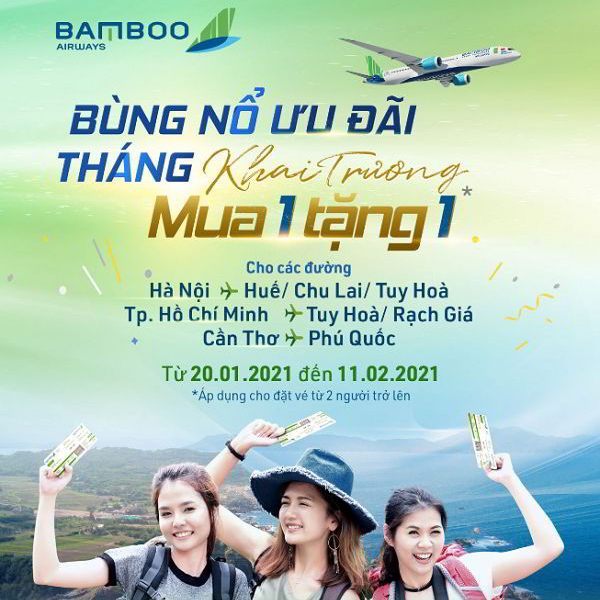 BAMBOO
AIRWAYS
BÙNG NỔ ƯU ĐÃI
THÁNG Khai Trương
Mua 1 tặng 1*
Cho các đường
Hà Nội Huế/ Chu Lai/ Tuy Hoà
Tp. Hồ Chí Minh Tuy Hoà/ Rạch Giá
Cần Thơ Phú Quốc
Từ 20.01.2021 đến 11.02.2021
*Áp dụng cho đặt vé từ 2 người trở lên